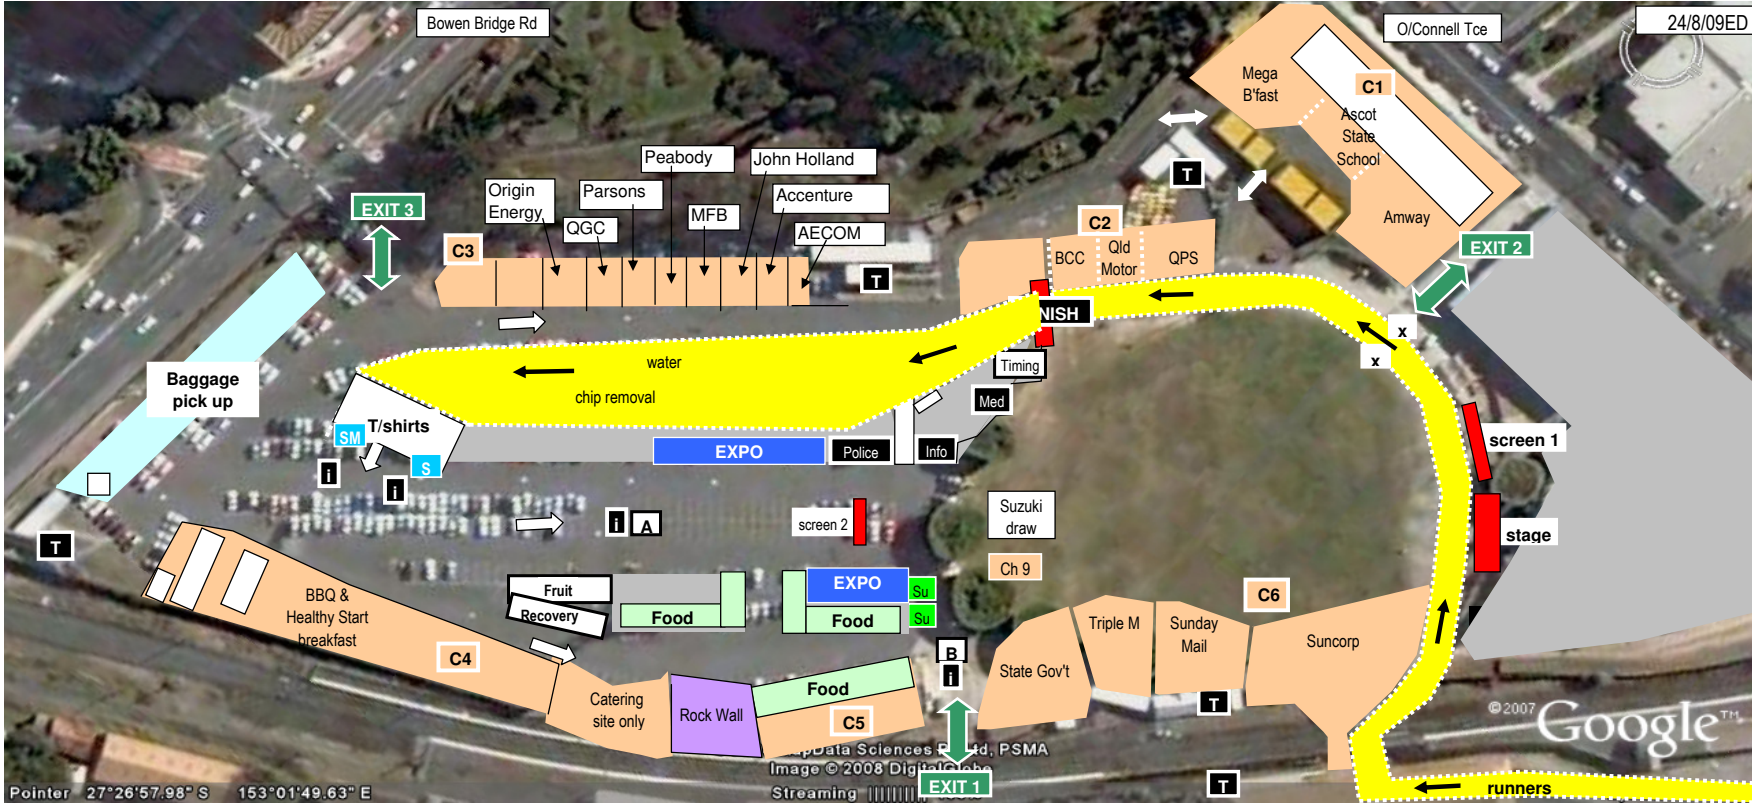 Bowen Bridge Rd
O/Connell Tce
24/8/09ED
Mega
B'fast
C1
Ascot
State
School
Amway
EXIT 2
T
C2
BCC
Qld
Motor
QPS
Peabody
John Holland
Origin
Energy
Parsons
Accenture
QGC
MFB
AECOM
EXIT 3
C3
T
NISH
x
x
water
chip removal
Timing
Med
Baggage
pick up
T/shirts
SM
S
i
i
EXPO
Police
Info
screen 1
stage
i
A
screen 2
Suzuki
draw
Ch 9
T
BBQ &
Healthy Start
breakfast
C4
Fruit
Recovery
Food
EXPO
Food
Su
Su
B
i
C6
State Gov't
Triple M
Sunday
Mail
Suncorp
T
Catering
site only
Rock Wall
Food
C5
EXIT 1
T
runners
©2007 Google™
Data Sciences P td, PSMA
Image © 2008 DigitalGlobe
Pointer 27°26'57.98" S 153°01'49.63" E
Streaming